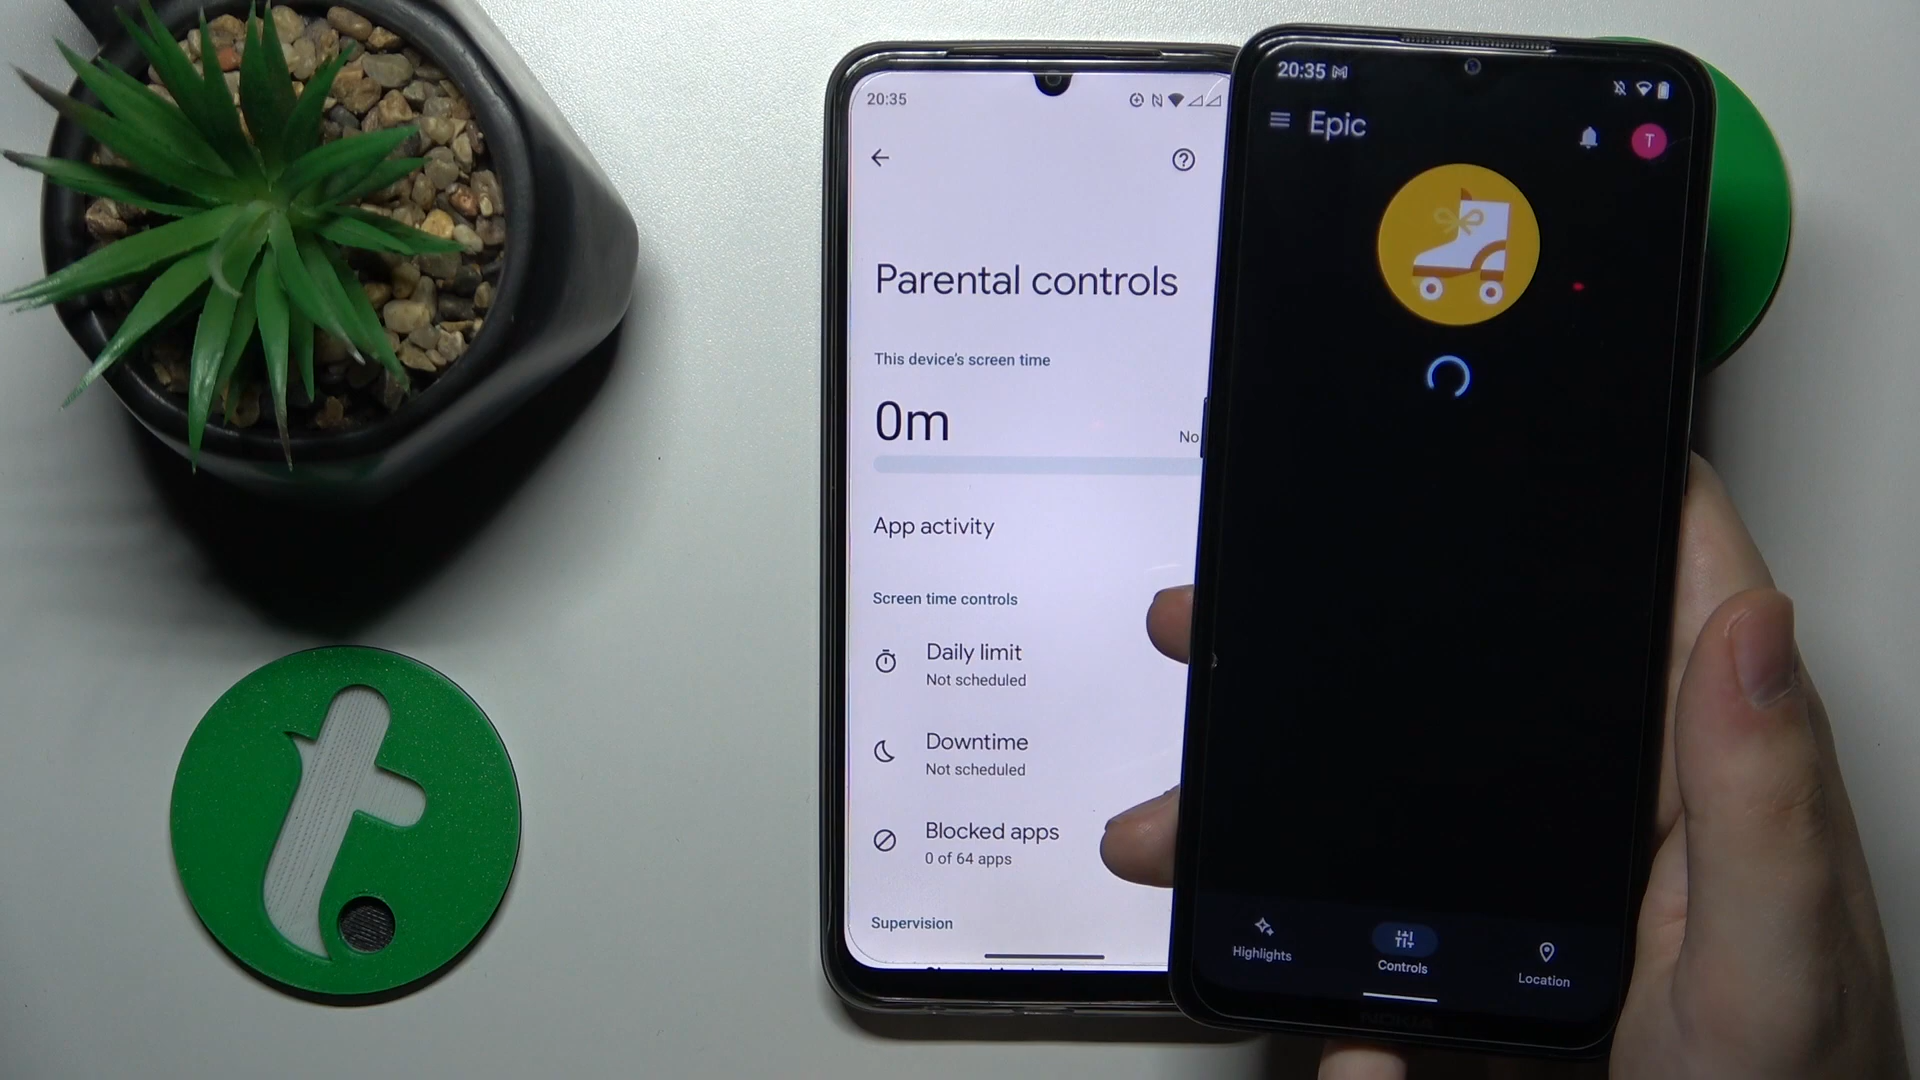 20:35
Parental controls
This device's screen time
0m
No
App activity
Screen time controls
Daily limit
Not scheduled
Downtime
Not scheduled
Blocked apps
0 of 64 apps
Supervision
20:35
Epic
T
Highlights
Controls
Location
NOKIA
t